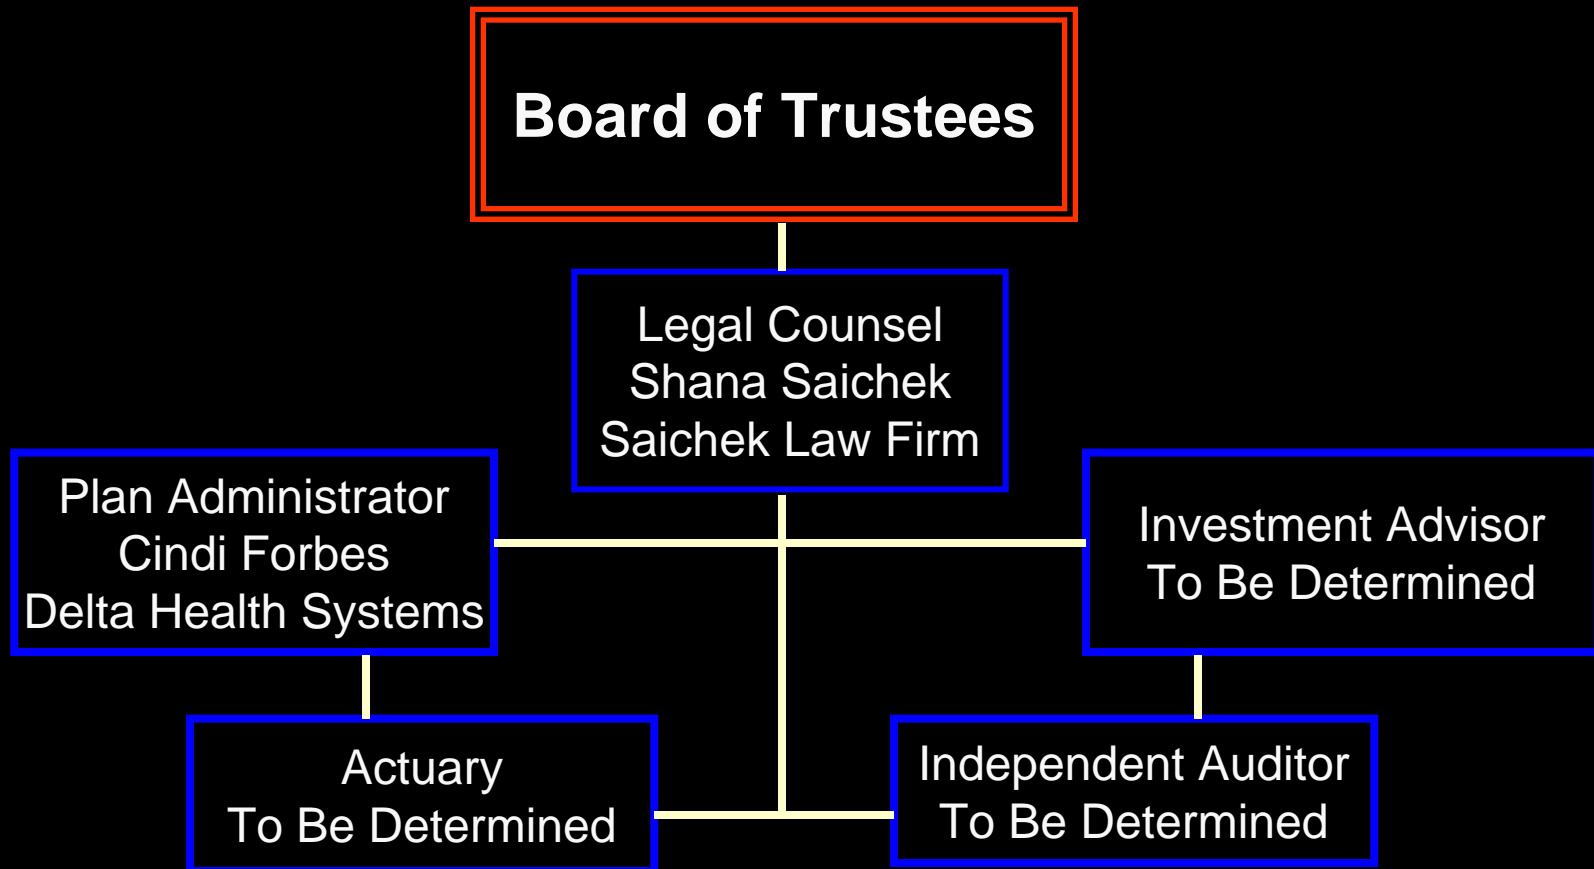 Board of Trustees
Legal Counsel
Shana Saichek
Saichek Law Firm
Plan Administrator
Cindi Forbes
Delta Health Systems
Investment Advisor
To Be Determined
Actuary
To Be Determined
Independent Auditor
To Be Determined